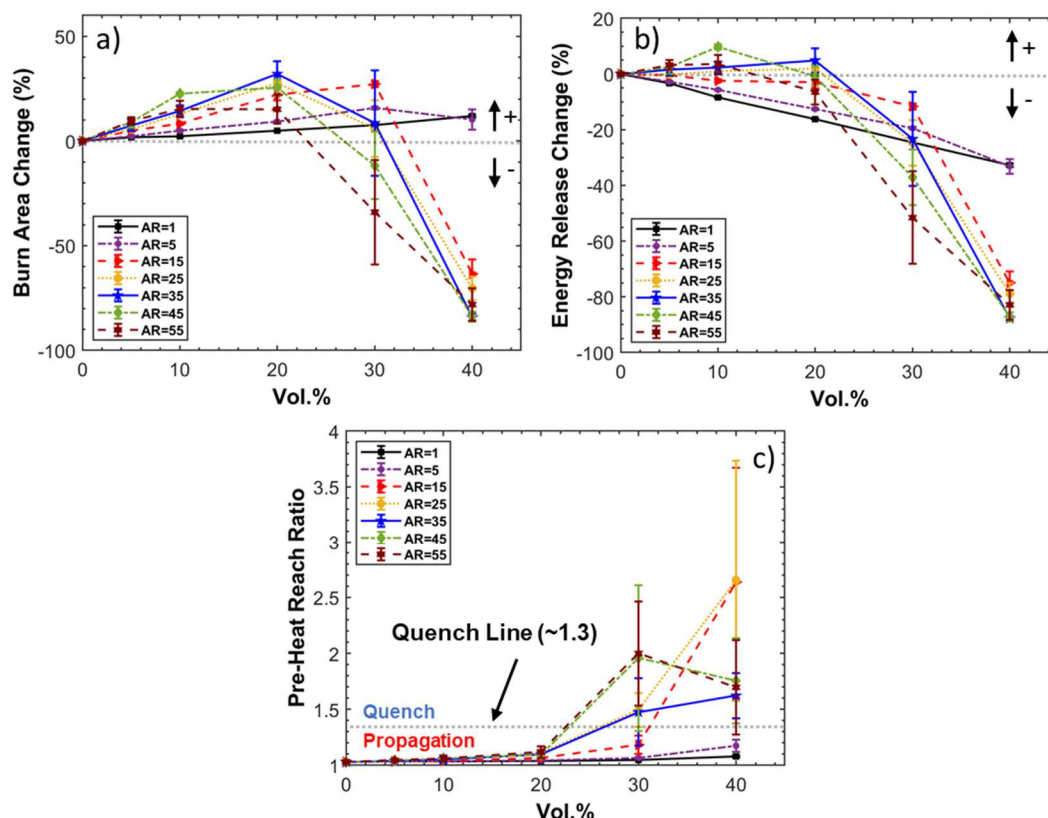 a)
Burn Area Change (%)
50
0
-50
-100
+
-
AR=1
AR=5
AR=15
AR=25
AR=35
AR=45
AR=55
0 10 20 30 40
Vol.%
b)
Energy Release Change (%)
20
0
-20
-40
-60
-80
-100
+
-
AR=1
AR=5
AR=15
AR=25
AR=35
AR=45
AR=55
0 10 20 30 40
Vol.%
c)
Pre-Heat Reach Ratio
4
3.5
3
2.5
2
1.5
1
AR=1
AR=5
AR=15
AR=25
AR=35
AR=45
AR=55
Quench Line (~1.3)
Quench
Propagation
0 10 20 30 40
Vol.%